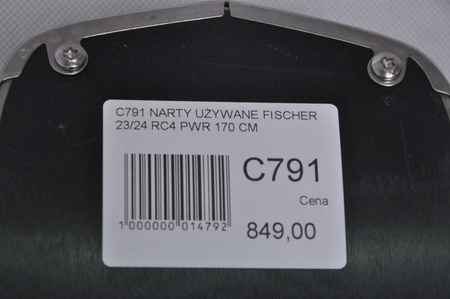 C791 NARTY UŻYWANE FISCHER
23/24 RC4 PWR 170 CM
C791
Cena
849,00
1 000000 014792